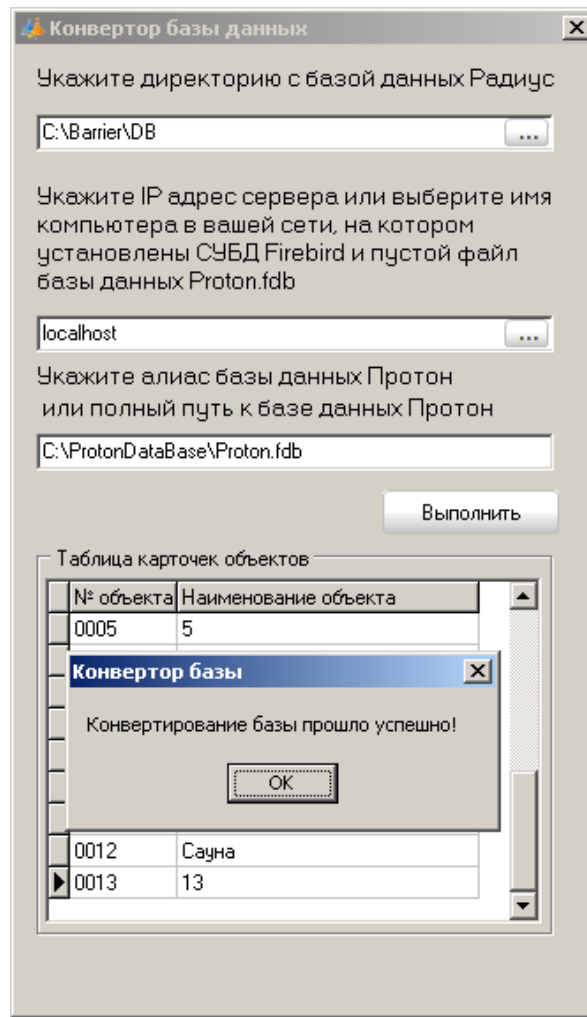 Конвертор базы данных
Укажите директорию с базой данных Радиус
C:\Barrier\DB
...
Укажите IP адрес сервера или выберите имя
компьютера в вашей сети, на котором
установлены СУБД Firebird и пустой файл
базы данных Proton.fdb
localhost
...
Укажите алиас базы данных Протон
или полный путь к базе данных Протон
C:\ProtonDataBase\Proton.fdb
Выполнить
Таблица карточек объектов
№ объекта Наименование объекта
0005 5
Конвертор базы
Конвертирование базы прошло успешно!
OK
0012 Сауна
0013 13